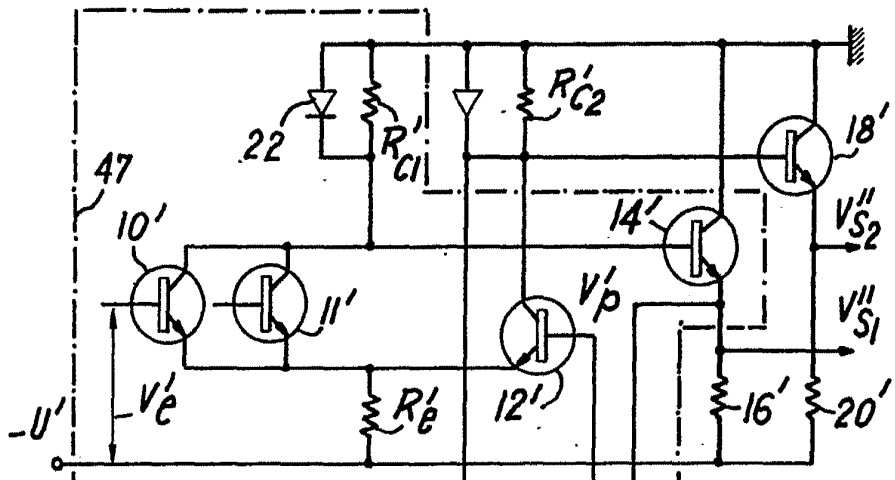 R'C2
18'
22
R'C1
47
10'
14'
V"S2
11'
V'p
V"S1
V'e
R'e
12'
16'
20'
-U'